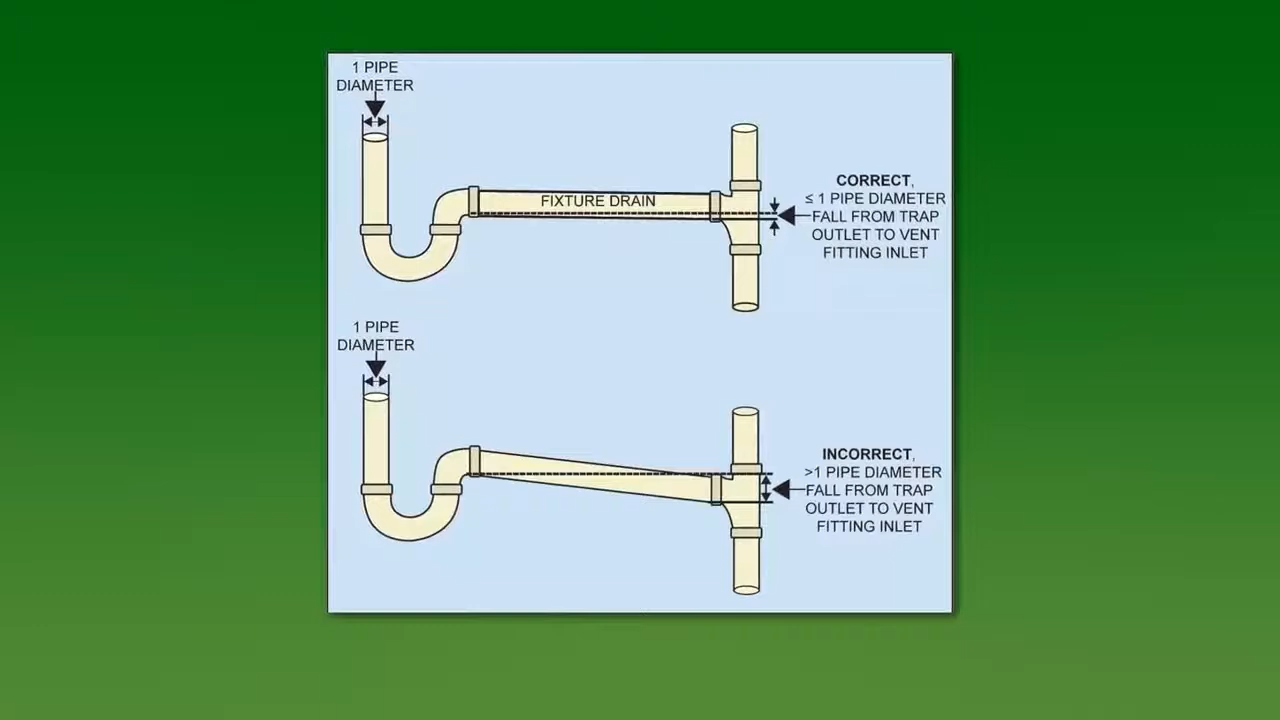 1 PIPE
DIAMETER
FIXTURE DRAIN
CORRECT,
≤ 1 PIPE DIAMETER
FALL FROM TRAP
OUTLET TO VENT
FITTING INLET
1 PIPE
DIAMETER
INCORRECT,
>1 PIPE DIAMETER
FALL FROM TRAP
OUTLET TO VENT
FITTING INLET